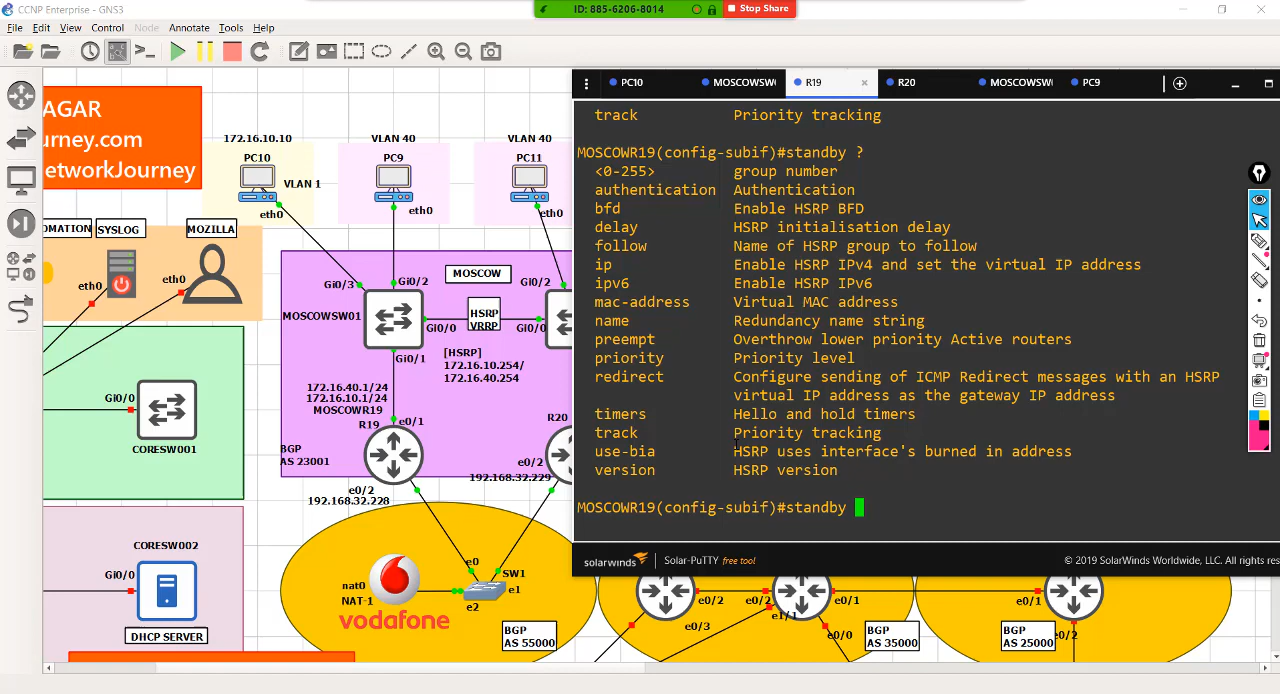 CCNP Enterprise - GNS3
ID: 885-6206-8014
Stop Share
File Edit View Control Node Annotate Tools Help
AGAR
urney.com
etworkJourney
172.16.10.10
PC10
VLAN 1
eth0
VLAN 40
PC9
eth0
VLAN 40
PC11
eth0
OMATION
SYSLOG
MOZILLA
eth0
eth0
MOSCOW
Gi0/3
Gi0/2
Gi0/2
MOSCOWSW01
Gi0/0
HSRP
VRRP
Gi0/0
Gi0/1
[HSRP]
172.16.10.254/
172.16.40.254
172.16.40.1/24
172.16.10.1/24
MOSCOWR19
R19
e0/1
R20
BGP
AS 23001
e0/2
192.168.32.228
e0/2
192.168.32.229
Gi0/0
CORESW001
CORESW002
Gi0/0
DHCP SERVER
nat0
NAT-1
vodafone
e0
SW1
e1
e2
BGP
AS 55000
e0/2
e0/2
e0/1
e0/3
e1/1
e0/0
BGP
AS 35000
e0/1
BGP
AS 25000
e0/2
PC10
MOSCOWSW
R19
R20
MOSCOWSW
PC9
track Priority tracking
MOSCOWR19(config-subif)#standby ?
<0-255> group number
authentication Authentication
bfd Enable HSRP BFD
delay HSRP initialisation delay
follow Name of HSRP group to follow
ip Enable HSRP IPv4 and set the virtual IP address
ipv6 Enable HSRP IPv6
mac-address Virtual MAC address
name Redundancy name string
preempt Overthrow lower priority Active routers
priority Priority level
redirect Configure sending of ICMP Redirect messages with an HSRP
virtual IP address as the gateway IP address
timers Hello and hold timers
track Priority tracking
use-bia HSRP uses interface's burned in address
version HSRP version
MOSCOWR19(config-subif)#standby
solarwinds
Solar-PuTTY free tool
© 2019 SolarWinds Worldwide, LLC. All rights res